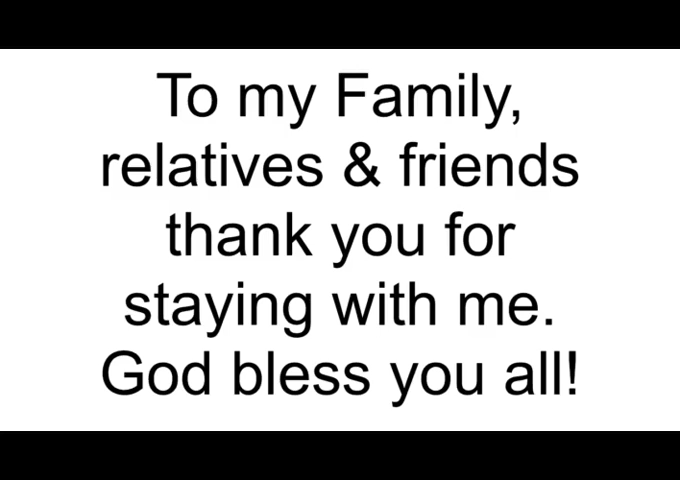 To my Family,
relatives & friends
thank you for
staying with me.
God bless you all!